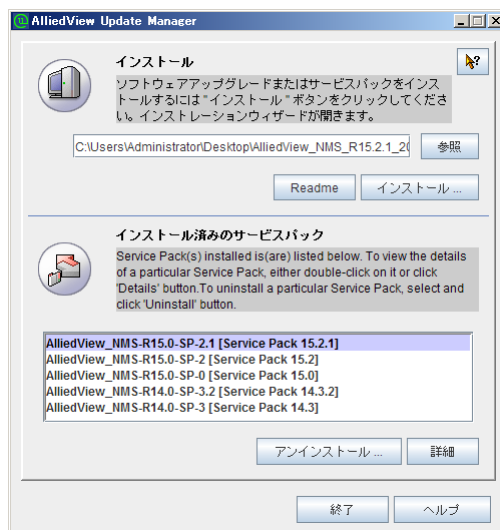 AlliedView Update Manager
インストール
ソフトウェアアップグレードまたはサービスパックをインス
トールするには "インストール " ボタンをクリックしてくださ
い。インストレーションウィザードが開きます。
C:\Users\Administrator\Desktop\AlliedView_NMS_R15.2.1_20
参照
Readme
インストール ...
インストール済みのサービスパック
Service Pack(s) installed is(are) listed below. To view the details
of a particular Service Pack, either double-click on it or click
'Details' button.To uninstall a particular Service Pack, select and
click 'Uninstall' button.
AlliedView_NMS-R15.0-SP-2.1 [Service Pack 15.2.1]
AlliedView_NMS-R15.0-SP-2 [Service Pack 15.2]
AlliedView_NMS-R15.0-SP-0 [Service Pack 15.0]
AlliedView_NMS-R14.0-SP-3.2 [Service Pack 14.3.2]
AlliedView_NMS-R14.0-SP-3 [Service Pack 14.3]
アンインストール ...
詳細
終了
ヘルプ